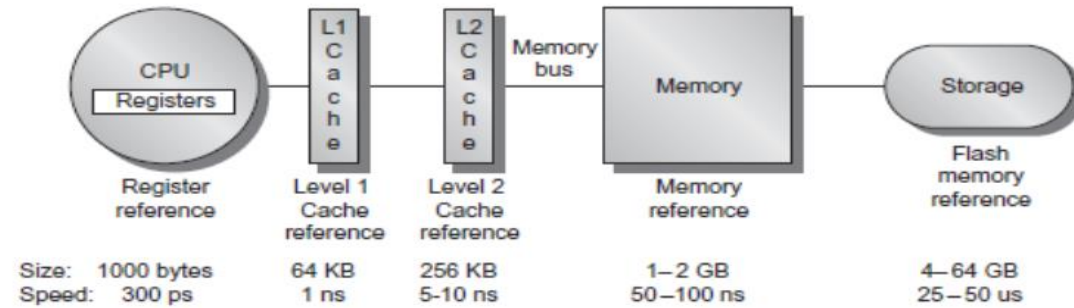 CPU
Registers
L1
C
a
c
h
e
L2
C
a
c
h
e
Memory
bus
Memory
Storage
Register
reference
Level 1
Cache
reference
Level 2
Cache
reference
Memory
reference
Flash
memory
reference
Size: 1000 bytes 64 KB 256 KB 1–2 GB 4–64 GB
Speed: 300 ps 1 ns 5-10 ns 50–100 ns 25–50 us